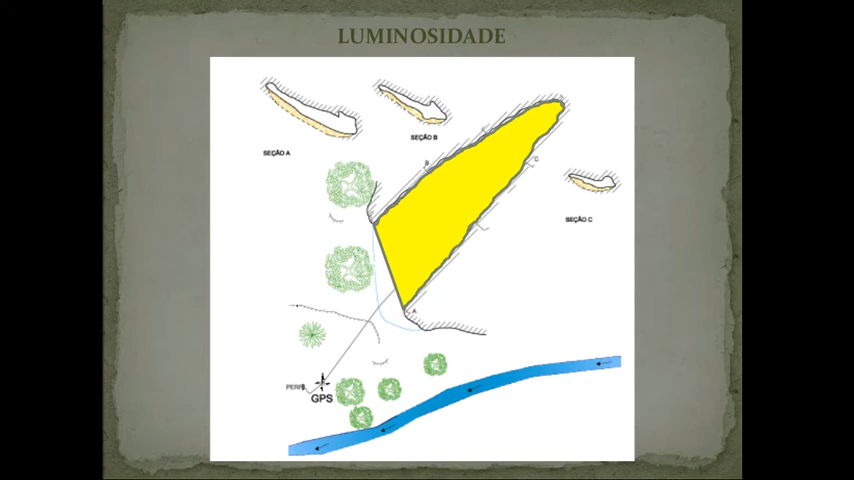 LUMINOSIDADE
SEÇÃO A
SEÇÃO B
SEÇÃO C
B
C
A
GPS